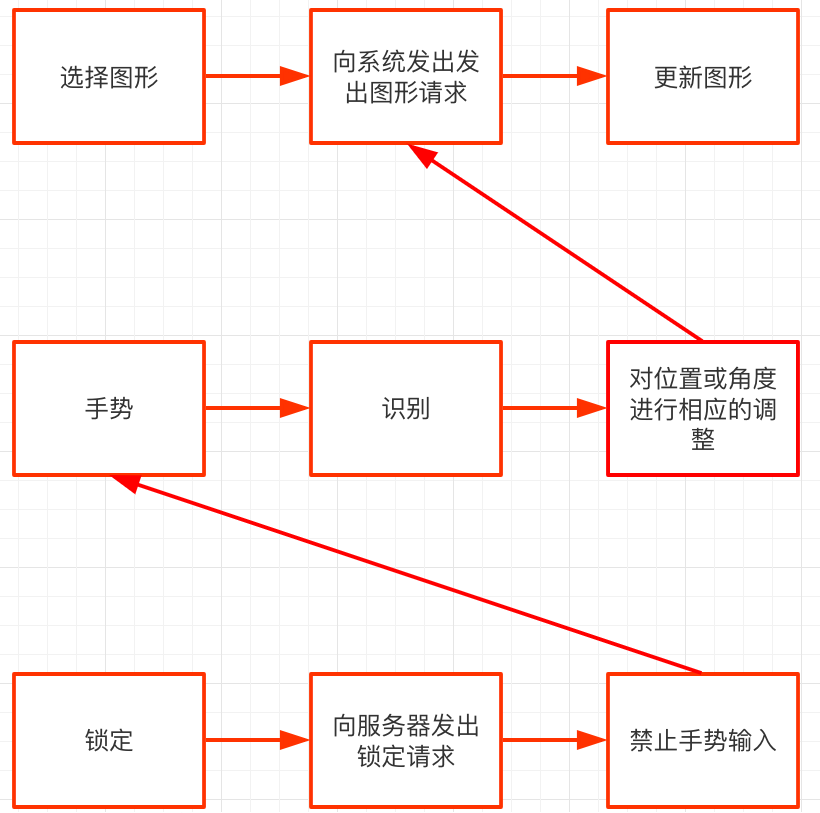 选择图形
向系统发出发
出图形请求
更新图形
手势
识别
对位置或角度
进行相应的调
整
锁定
向服务器发出
锁定请求
禁止手势输入